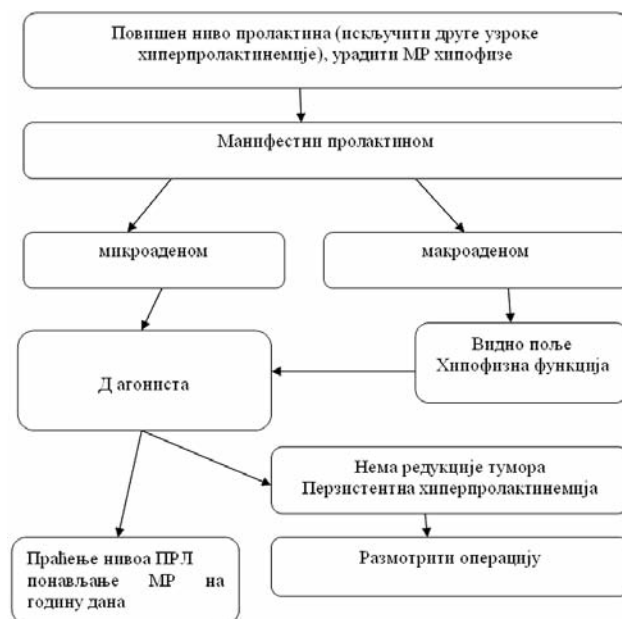 Повишен ниво пролактина (искључити друге узроке
хиперпролактинемије), урадити МР хипофизе
Манифестни пролактином
микроаденом
макроаденом
Видно поље
Хипофизна функција
Д агониста
Нема редукције тумора
Перзистентна хиперпролактинемија
Праћење нивоа ПРЛ
понављање МР на
годину дана
Размотрити операцију